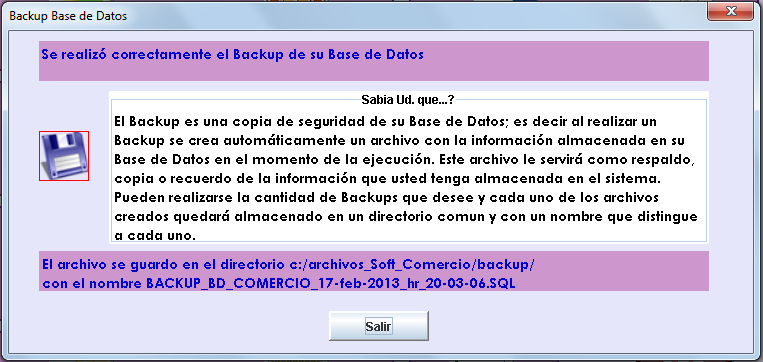 Backup Base de Datos
Se realizó correctamente el Backup de su Base de Datos
Sabia Ud. que...?
El Backup es una copia de seguridad de su Base de Datos; es decir al realizar un
Backup se crea automáticamente un archivo con la información almacenada en su
Base de Datos en el momento de la ejecución. Este archivo le servirá como respaldo,
copia o recuerdo de la información que usted tenga almacenada en el sistema.
Pueden realizarse la cantidad de Backups que desee y cada uno de los archivos
creados quedará almacenado en un directorio comun y con un nombre que distingue
a cada uno.
El archivo se guardo en el directorio c:/archivos_Soft_Comercio/backup/
con el nombre BACKUP_BD_COMERCIO_17-feb-2013_hr_20-03-06.SQL
Salir